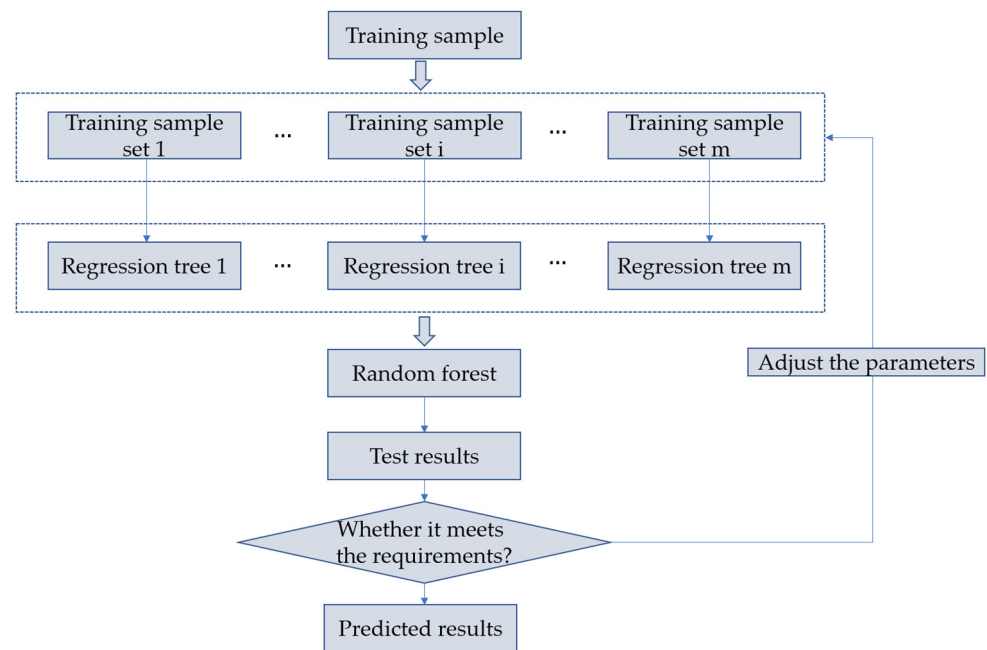 Training sample
Training sample
set 1
...
Training sample
set i
...
Training sample
set m
Regression tree 1
...
Regression tree i
...
Regression tree m
Random forest
Adjust the parameters
Test results
Whether it meets
the requirements?
Predicted results